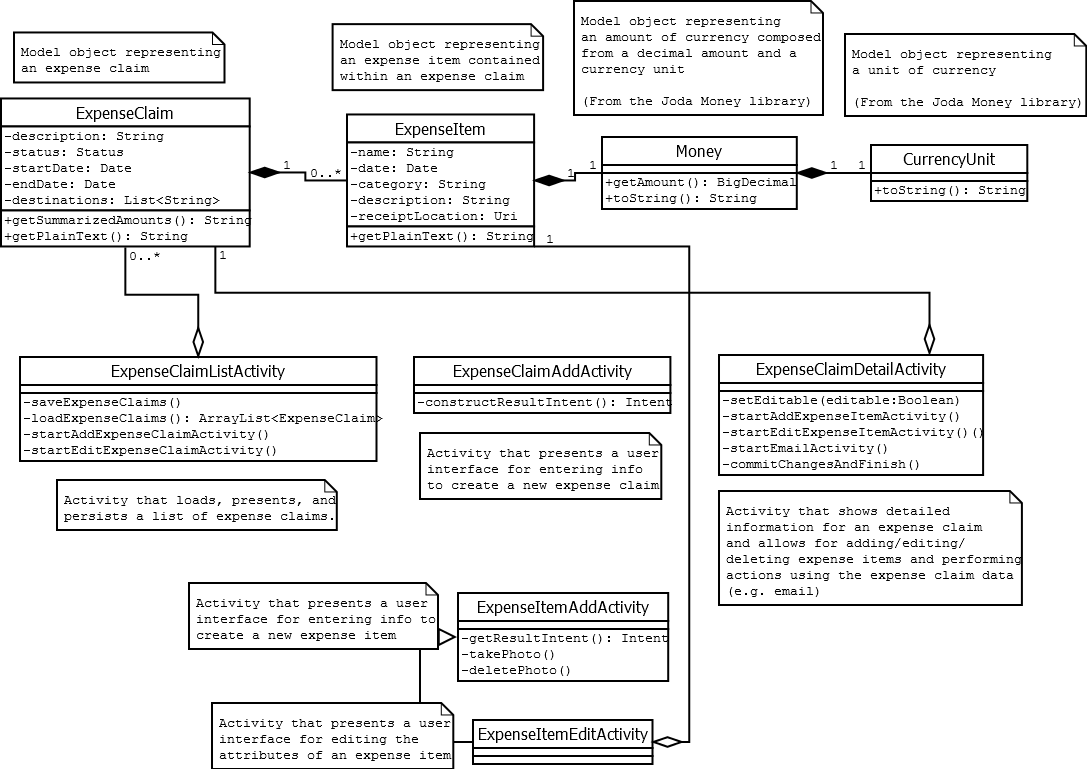 Model object representing
an expense claim
Model object representing
an expense item contained
within an expense claim
Model object representing
an amount of currency composed
from a decimal amount and a
currency unit
(From the Joda Money library)
Model object representing
a unit of currency
(From the Joda Money library)
ExpenseClaim
-description: String
-status: Status
-startDate: Date
-endDate: Date
-destinations: List<String>
+getSummarizedAmounts(): String
+getPlainText(): String
1
0..*
ExpenseItem
-name: String
-date: Date
-category: String
-description: String
-receiptLocation: Uri
+getPlainText(): String
1
1
Money
+getAmount(): BigDecimal
+toString(): String
1
1
CurrencyUnit
+toString(): String
0..*
1
1
ExpenseClaimListActivity
-saveExpenseClaims()
-loadExpenseClaims(): ArrayList<ExpenseClaim>
-startAddExpenseClaimActivity()
-startEditExpenseClaimActivity()
Activity that loads, presents, and
persists a list of expense claims.
ExpenseClaimAddActivity
-constructResultIntent(): Intent
Activity that presents a user
interface for entering info
to create a new expense claim
ExpenseClaimDetailActivity
-setEditable(editable:Boolean)
-startAddExpenseItemActivity()
-startEditExpenseItemActivity()()
-startEmailActivity()
-commitChangesAndFinish()
Activity that shows detailed
information for an expense claim
and allows for adding/editing/
deleting expense items and performing
actions using the expense claim data
(e.g. email)
Activity that presents a user
interface for entering info to
create a new expense item
ExpenseItemAddActivity
-getResultIntent(): Intent
-takePhoto()
-deletePhoto()
Activity that presents a user
interface for editing the
attributes of an expense item
ExpenseItemEditActivity